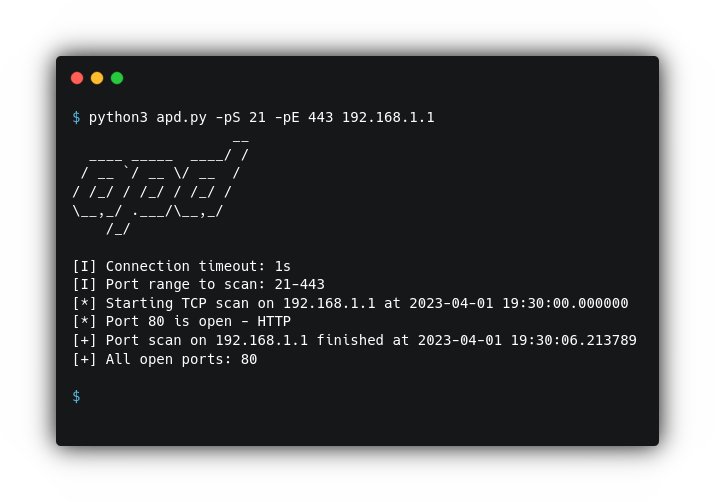 $ python3 apd.py -pS 21 -pE 443 192.168.1.1
                   __
  ____ _____  ____/ /
 / __ `/ __ \/ __  /
/ /_/ / /_/ / /_/ /
\__,_/ .___/\__,_/
    /_/
[I] Connection timeout: 1s
[I] Port range to scan: 21-443
[*] Starting TCP scan on 192.168.1.1 at 2023-04-01 19:30:00.000000
[*] Port 80 is open - HTTP
[+] Port scan on 192.168.1.1 finished at 2023-04-01 19:30:06.213789
[+] All open ports: 80
$